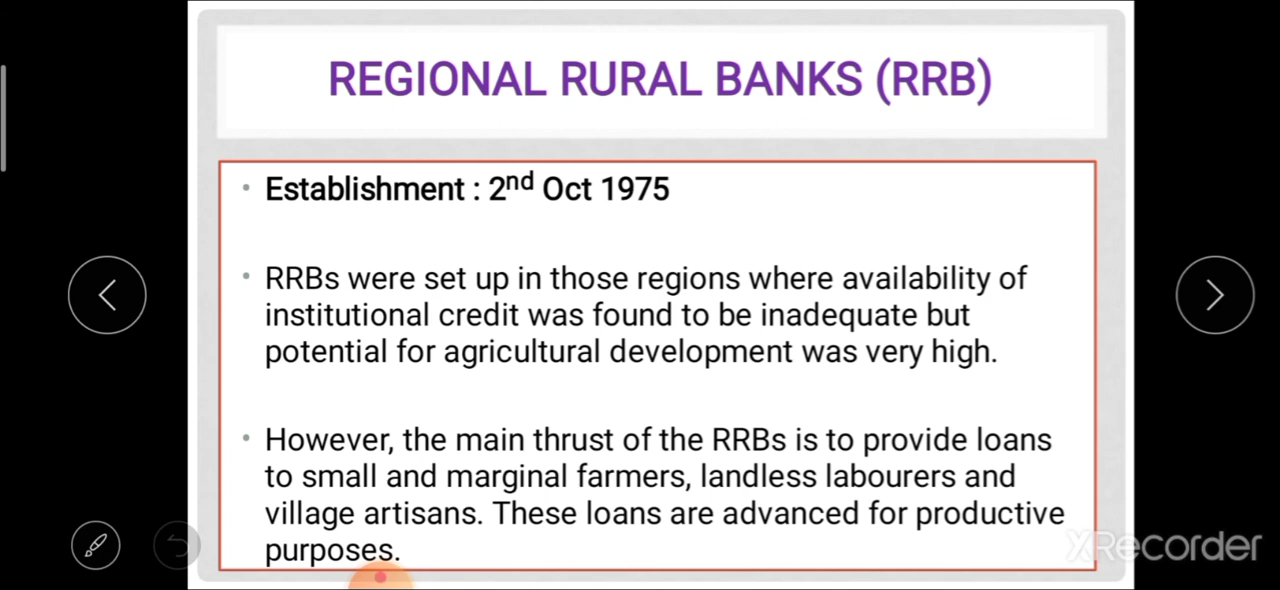 REGIONAL RURAL BANKS (RRB)
• Establishment : 2nd Oct 1975
• RRBs were set up in those regions where availability of
institutional credit was found to be inadequate but
potential for agricultural development was very high.
• However, the main thrust of the RRBs is to provide loans
to small and marginal farmers, landless labourers and
village artisans. These loans are advanced for productive
purposes.
XRecorder